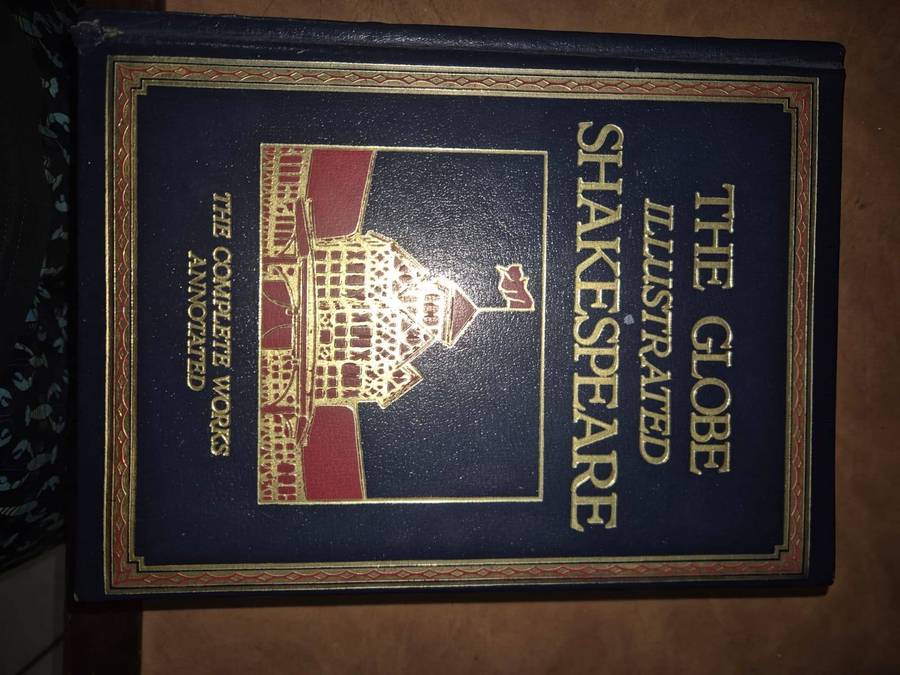 THE GLOBE
ILLUSTRATED
SHAKESPEARE
THE COMPLETE WORKS
ANNOTATED